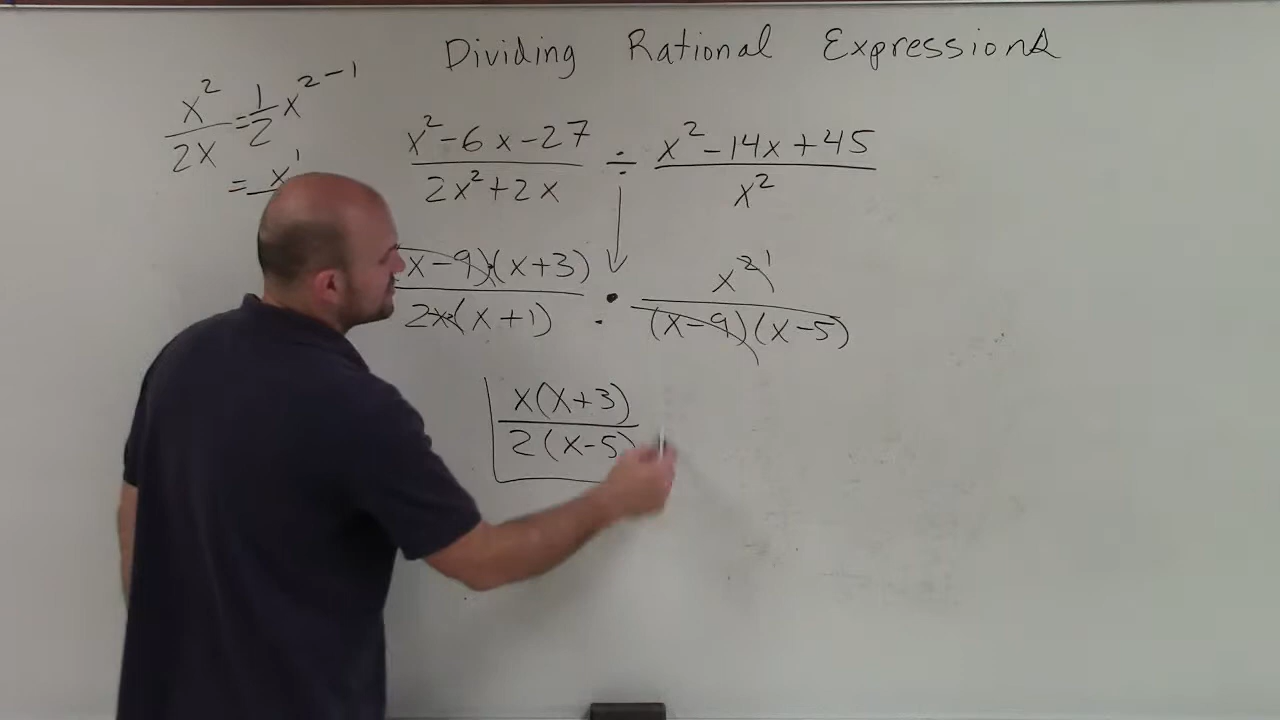 Dividing Rational Expressions
x²/2x = 1/2 x²⁻¹
= x¹/
(x²-6x-27)/(2x²+2x) ÷ (x²-14x+45)/x²
x-9)(x+3)/2x(x+1) · x² ¹/(x-9)(x-5)
x(x+3)/2(x-5)